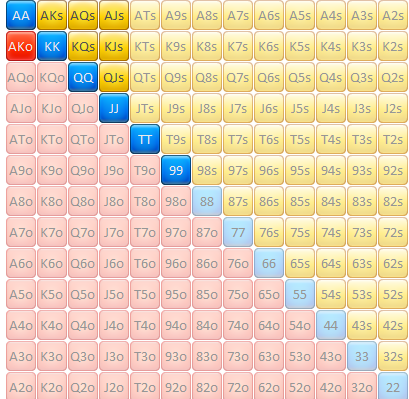 AA AKs AQs AJs ATs A9s A8s A7s A6s A5s A4s A3s A2s
AKo KK KQs KJs KTs K9s K8s K7s K6s K5s K4s K3s K2s
AQo KQo QQ QJs QTs Q9s Q8s Q7s Q6s Q5s Q4s Q3s Q2s
AJo KJo QJo JJ JTs J9s J8s J7s J6s J5s J4s J3s J2s
ATo KTo QTo JTo TT T9s T8s T7s T6s T5s T4s T3s T2s
A9o K9o Q9o J9o T9o 99 98s 97s 96s 95s 94s 93s 92s
A8o K8o Q8o J8o T8o 98o 88 87s 86s 85s 84s 83s 82s
A7o K7o Q7o J7o T7o 97o 87o 77 76s 75s 74s 73s 72s
A6o K6o Q6o J6o T6o 96o 86o 76o 66 65s 64s 63s 62s
A5o K5o Q5o J5o T5o 95o 85o 75o 65o 55 54s 53s 52s
A4o K4o Q4o J4o T4o 94o 84o 74o 64o 54o 44 43s 42s
A3o K3o Q3o J3o T3o 93o 83o 73o 63o 53o 43o 33 32s
A2o K2o Q2o J2o T2o 92o 82o 72o 62o 52o 42o 32o 22